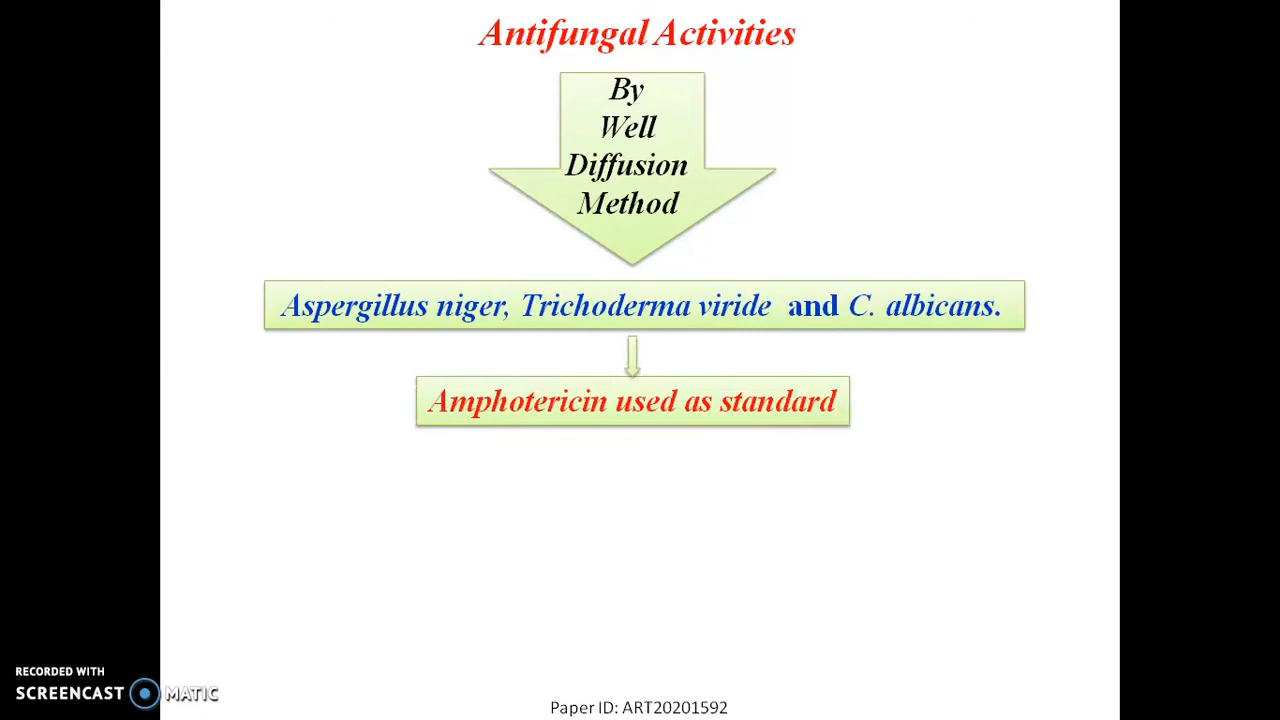 Antifungal Activities
By
Well
Diffusion
Method
Aspergillus niger, Trichoderma viride and C. albicans.
Amphotericin used as standard
RECORDED WITH
SCREENCAST MATIC
Paper ID: ART20201592